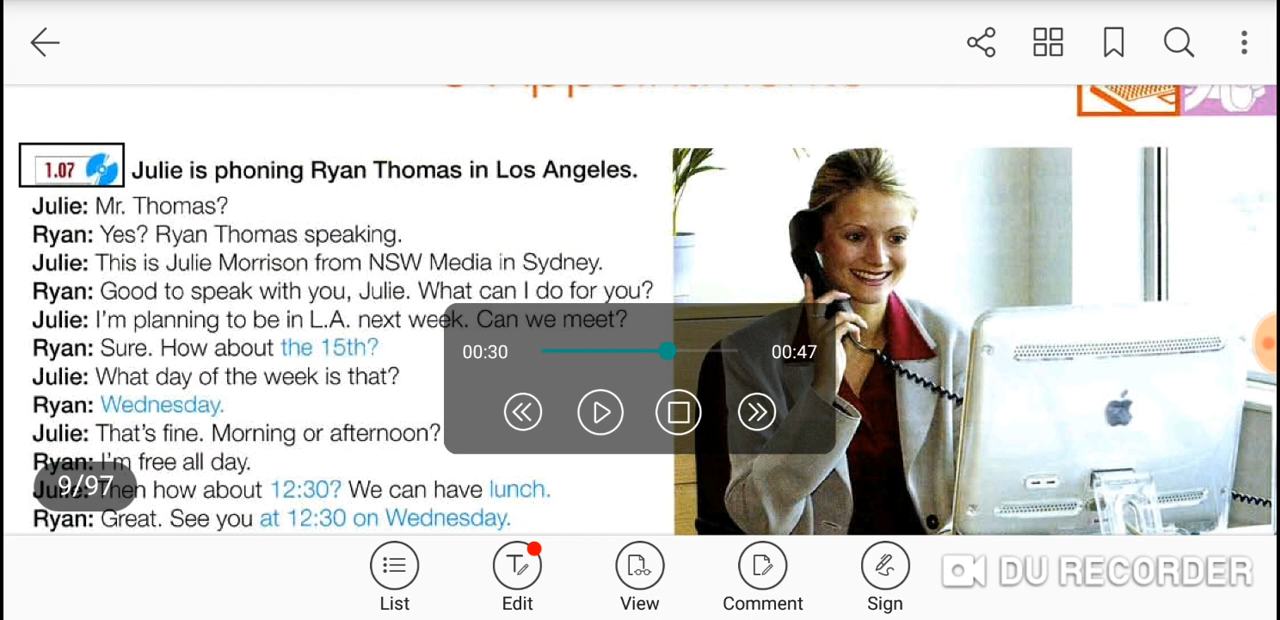 1.07 Julie is phoning Ryan Thomas in Los Angeles.
Julie: Mr. Thomas?
Ryan: Yes? Ryan Thomas speaking.
Julie: This is Julie Morrison from NSW Media in Sydney.
Ryan: Good to speak with you, Julie. What can I do for you?
Julie: I'm planning to be in L.A. next week. Can we meet?
Ryan: Sure. How about the 15th?
00:30 00:47
Julie: What day of the week is that?
Ryan: Wednesday.
Julie: That's fine. Morning or afternoon?
Ryan: I'm free all day.
9/97
Julie: Then how about 12:30? We can have lunch.
Ryan: Great. See you at 12:30 on Wednesday.
DU RECORDER
List Edit View Comment Sign